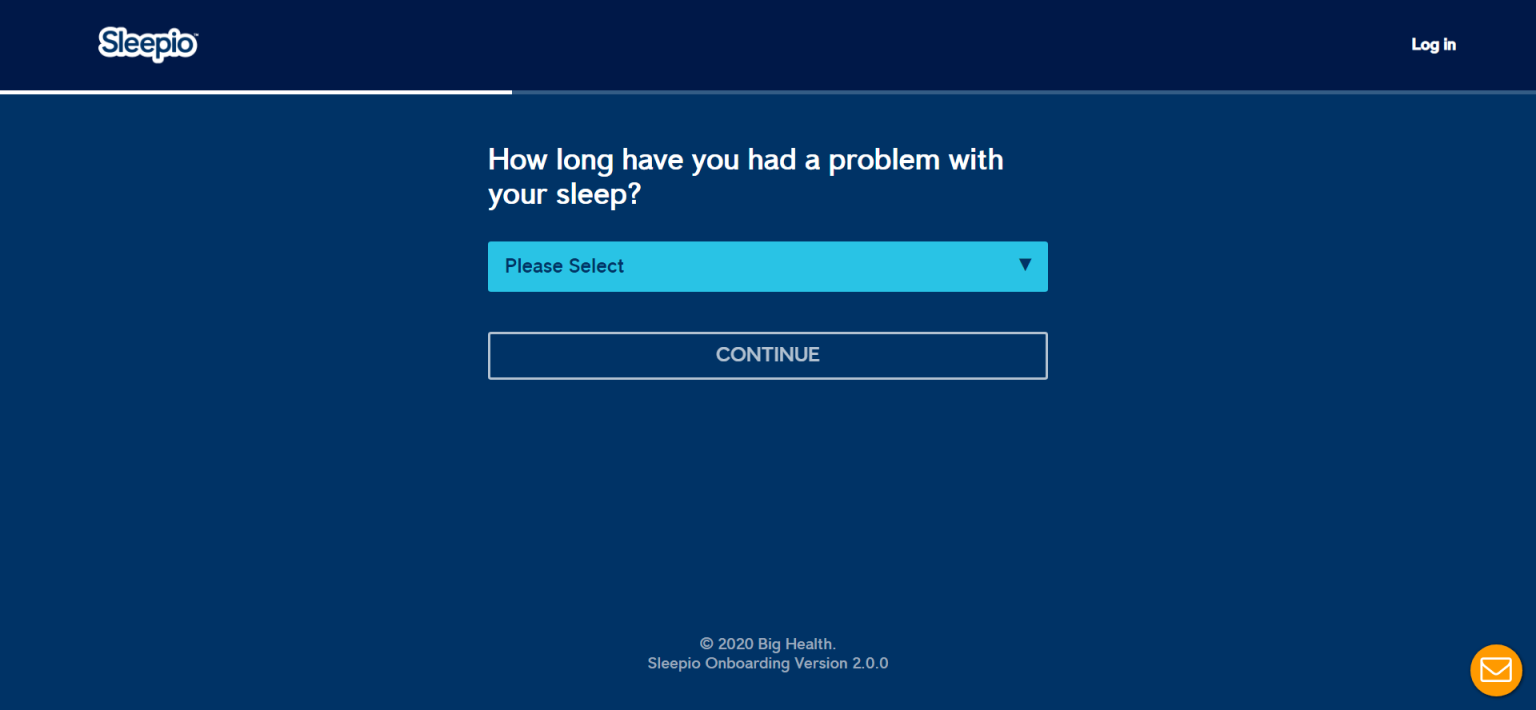 Sleepio™
Log in
How long have you had a problem with
your sleep?
Please Select
CONTINUE
© 2020 Big Health.
Sleepio Onboarding Version 2.0.0